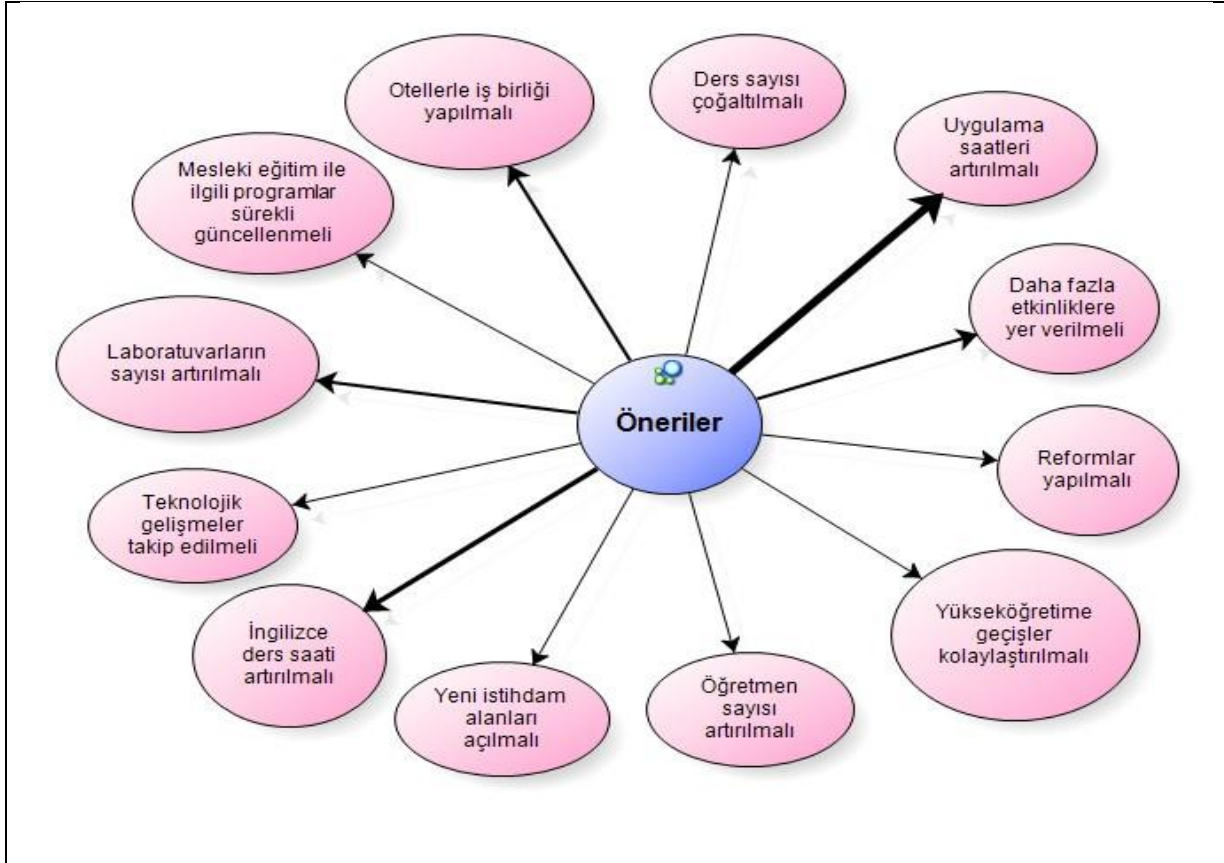 Otellerle iş birliği
yapılmalı
Ders sayısı
çoğaltılmalı
Uygulama
saatleri
artırılmalı
Mesleki eğitim ile
ilgili programlar
sürekli
güncellenmeli
Daha fazla
etkinliklere
yer verilmeli
Laboratuvarların
sayısı artırılmalı
Öneriler
Reformlar
yapılmalı
Teknolojik
gelişmeler
takip edilmeli
Yükseköğretime
geçişler
kolaylaştırılmalı
İngilizce
ders saati
artırılmalı
Yeni istihdam
alanları
açılmalı
Öğretmen
sayısı
artırılmalı